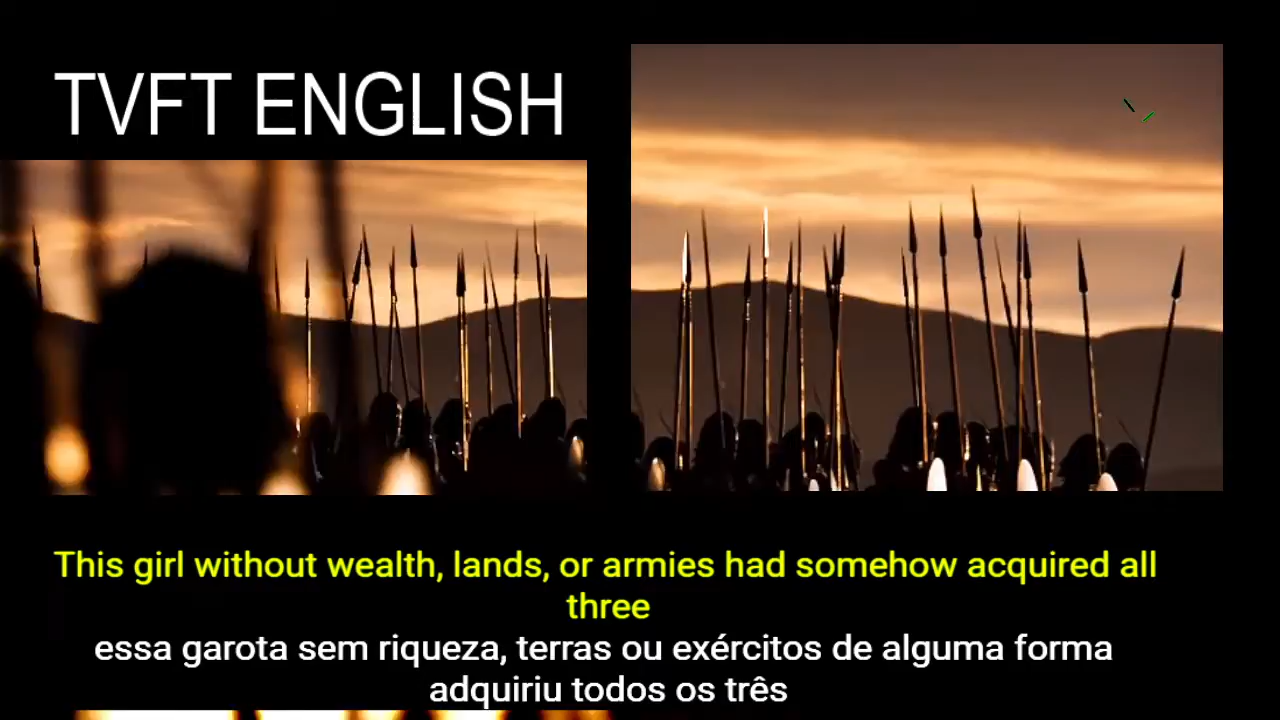 TVFT ENGLISH
This girl without wealth, lands, or armies had somehow acquired all
three
essa garota sem riqueza, terras ou exércitos de alguma forma
adquiriu todos os três